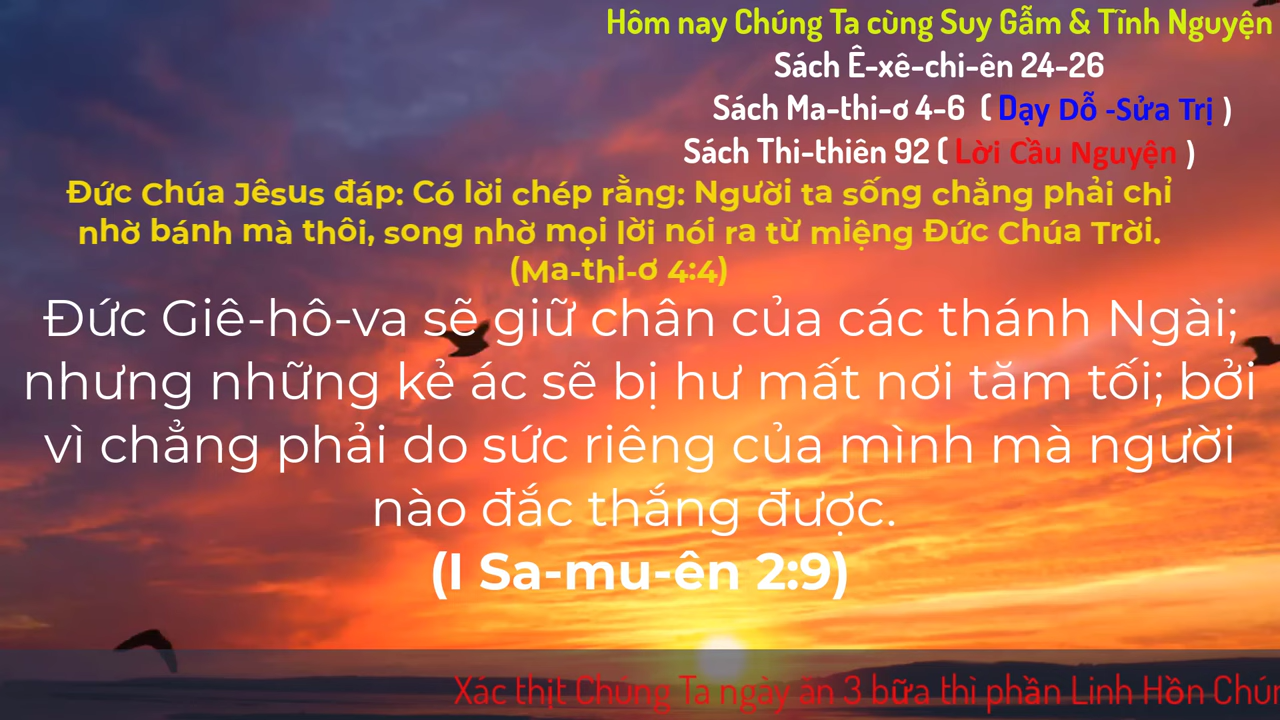 Hôm nay Chúng Ta cùng Suy Gẫm & Tĩnh Nguyện
Sách Ê-xê-chi-ên 24-26
Sách Ma-thi-ơ 4-6 ( Dạy Dỗ -Sửa Trị )
Sách Thi-thiên 92 ( Lời Cầu Nguyện )
Đức Chúa Jêsus đáp: Có lời chép rằng: Người ta sống chẳng phải chỉ
nhờ bánh mà thôi, song nhờ mọi lời nói ra từ miệng Đức Chúa Trời.
(Ma-thi-ơ 4:4)
Đức Giê-hô-va sẽ giữ chân của các thánh Ngài;
nhưng những kẻ ác sẽ bị hư mất nơi tăm tối; bởi
vì chẳng phải do sức riêng của mình mà người
nào đắc thắng được.
(I Sa-mu-ên 2:9)
Xác thịt Chúng Ta ngày ăn 3 bữa thì phần Linh Hồn